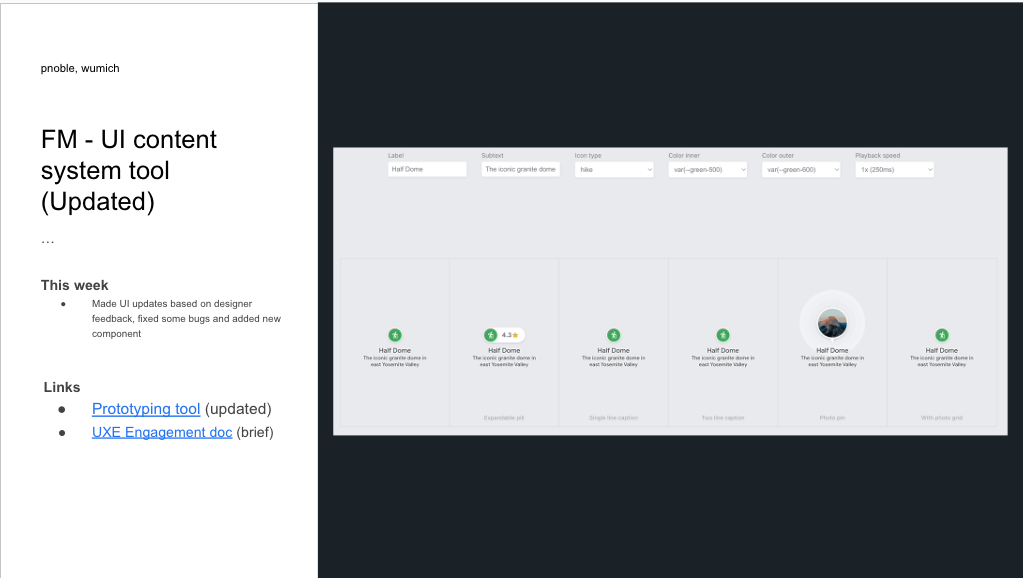 pnoble, wumich
FM - UI content
system tool
(Updated)
...
This week
● Made UI updates based on designer
feedback, fixed some bugs and added new
component
Links
● Prototyping tool (updated)
● UXE Engagement doc (brief)
Label
Half Dome
Subtext
The iconic granite dome
Icon type
hike
Color inner
var(--green-500)
Color outer
var(--green-600)
Playback speed
1x (250ms)
Half Dome
The iconic granite dome in
east Yosemite Valley
4.3★
Half Dome
The iconic granite dome in
east Yosemite Valley
Expandable pill
Half Dome
The iconic granite dome in
east Yosemite Valley
Single line caption
Half Dome
The iconic granite dome in
east Yosemite Valley
Two line caption
Half Dome
The iconic granite dome in
east Yosemite Valley
Photo pin
Half Dome
The iconic granite dome in
east Yosemite Valley
With photo grid